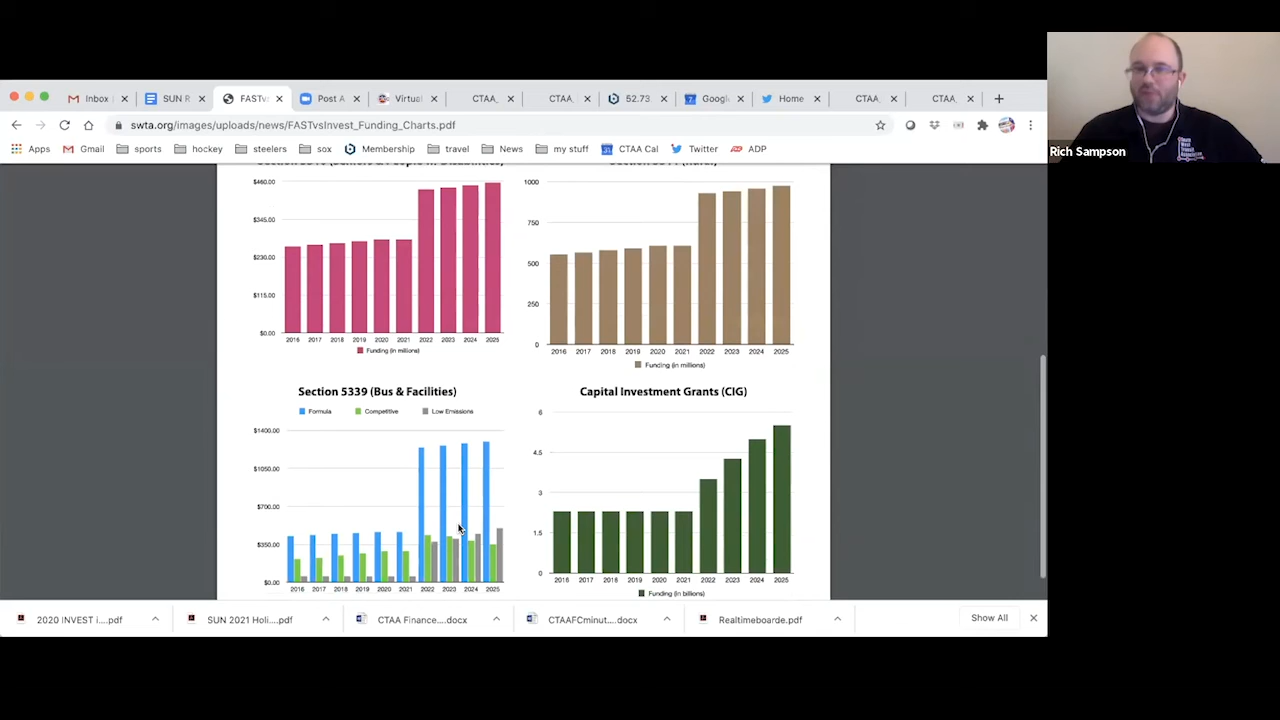 Inbox
SUN R
FASTv
Post A
Virtuel
CTAA_
CTAA_
52.73
Googl
Home
CTAA_
CTAA_
swta.org/images/uploads/news/FASTvsInvest_Funding_Charts.pdf
Apps
Gmail
sports
hockey
steelers
sox
Membership
travel
News
my stuff
CTAA Cal
Twitter
ADP
Rich Sampson
$460.00
$345.00
$230.00
$115.00
$0.00
2016 2017 2018 2019 2020 2021 2022 2023 2024 2025
Funding (in millions)
1000
750
500
250
0
2016 2017 2018 2019 2020 2021 2022 2023 2024 2025
Funding (in millions)
Section 5339 (Bus & Facilities)
Formula Competitive Low Emissions
$1400.00
$1050.00
$700.00
$350.00
$0.00
2016 2017 2018 2019 2020 2021 2022 2023 2024 2025
Capital Investment Grants (CIG)
6
4.5
3
1.5
0
2016 2017 2018 2019 2020 2021 2022 2023 2024 2025
Funding (in billions)
2020 INVEST i....pdf
SUN 2021 Holi....pdf
CTAA Finance....docx
CTAAFCminut....docx
Realtimeboarde.pdf
Show All